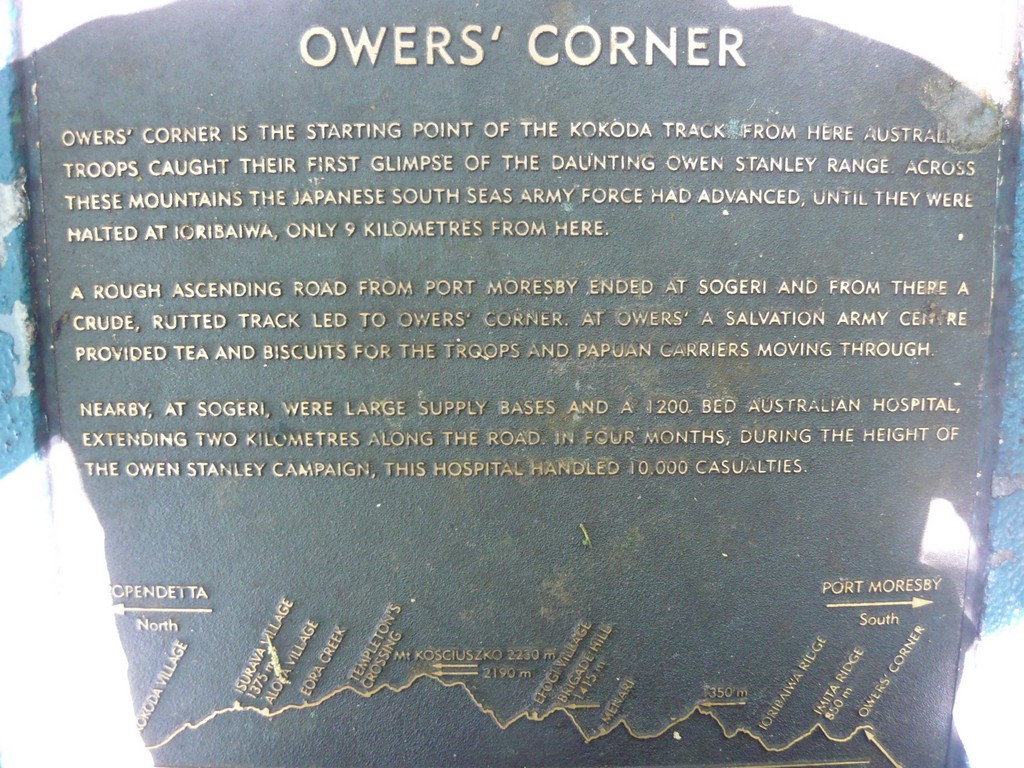 OWERS' CORNER
OWERS' CORNER IS THE STARTING POINT OF THE KOKODA TRACK. FROM HERE
TROOPS CAUGHT THEIR FIRST GLIMPSE OF THE DAUNTING OWEN STANLEY RANGE. ACROSS
THESE MOUNTAINS THE JAPANESE SOUTH SEAS ARMY FORCE HAD ADVANCED, UNTIL THEY WERE
HALTED AT IORIBAIWA, ONLY 9 KILOMETRES FROM HERE.
A ROUGH ASCENDING ROAD FROM PORT MORESBY ENDED AT SOGERI AND FROM THERE A
CRUDE, RUTTED TRACK LED TO OWERS' CORNER. AT OWERS' A SALVATION ARMY CENTRE
PROVIDED TEA AND BISCUITS FOR THE TROOPS AND PAPUAN CARRIERS MOVING THROUGH.
NEARBY, AT SOGERI, WERE LARGE SUPPLY BASES AND A 1200 BED AUSTRALIAN HOSPITAL,
EXTENDING TWO KILOMETRES ALONG THE ROAD. IN FOUR MONTHS, DURING THE HEIGHT OF
THE OWEN STANLEY CAMPAIGN, THIS HOSPITAL HANDLED 10,000 CASUALTIES.
OPENDETTA
North
PORT MORESBY
South
OKODA VILLAGE
ISURAVA VILLAGE
1375 m
ALOLA VILLAGE
EORA CREEK
TEMPLETON'S
CROSSING
Mt KOSCIUSZKO 2230 m
2190 m
EFOGI VILLAGE
BRIGADE HILL
1415 m
MENARI
350 m
IORIBAIWA RIDGE
IMITA RIDGE
850 m
OWERS' CORNER